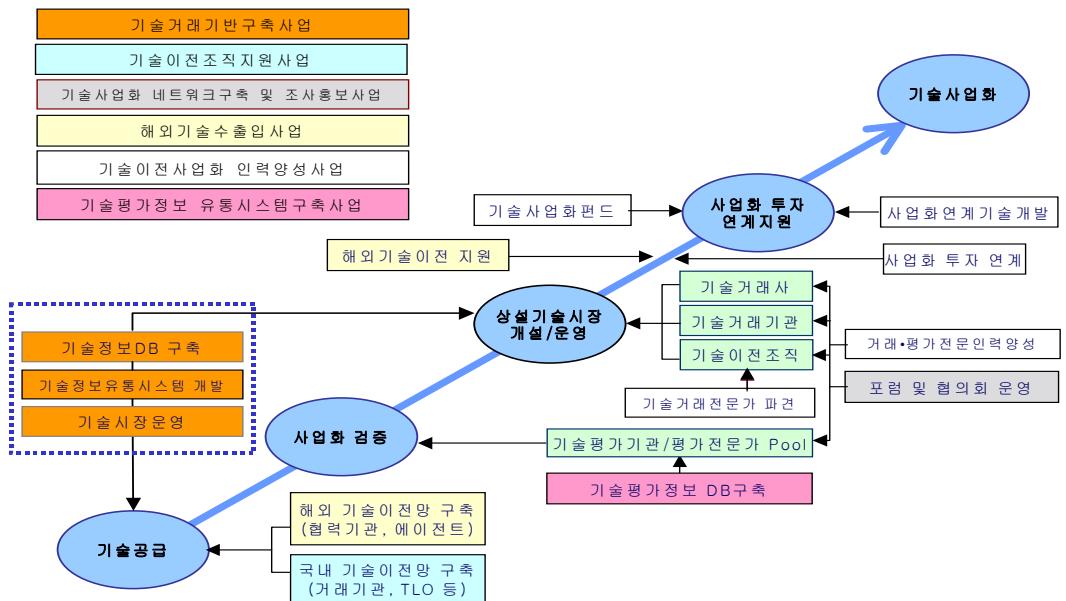 기술거래기반구축사업
기술이전조직지원사업
기술사업화 네트워크구축 및 조사홍보사업
해외기술수출입사업
기술이전사업화 인력양성사업
기술평가정보 유통시스템구축사업
기술사업화
사업화 투자
연계지원
기술사업화펀드
사업화연계기술개발
해외기술이전 지원
사업화 투자 연계
상설기술시장
개설/운영
기술거래사
기술거래기관
기술이전조직
거래•평가전문인력양성
포럼 및 협의회 운영
기술거래전문가 파견
기술정보DB 구축
기술정보유통시스템 개발
기술시장운영
사업화 검증
기술평가기관/평가전문가 Pool
기술평가정보 DB구축
기술공급
해외 기술이전망 구축
(협력기관, 에이전트)
국내 기술이전망 구축
(거래기관, TLO 등)